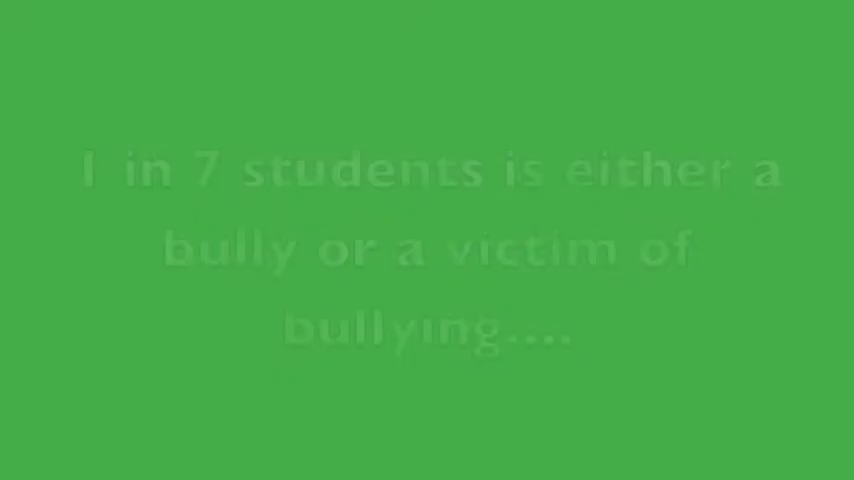 1 in 7 students is either a
bully or a victim of
bullying....